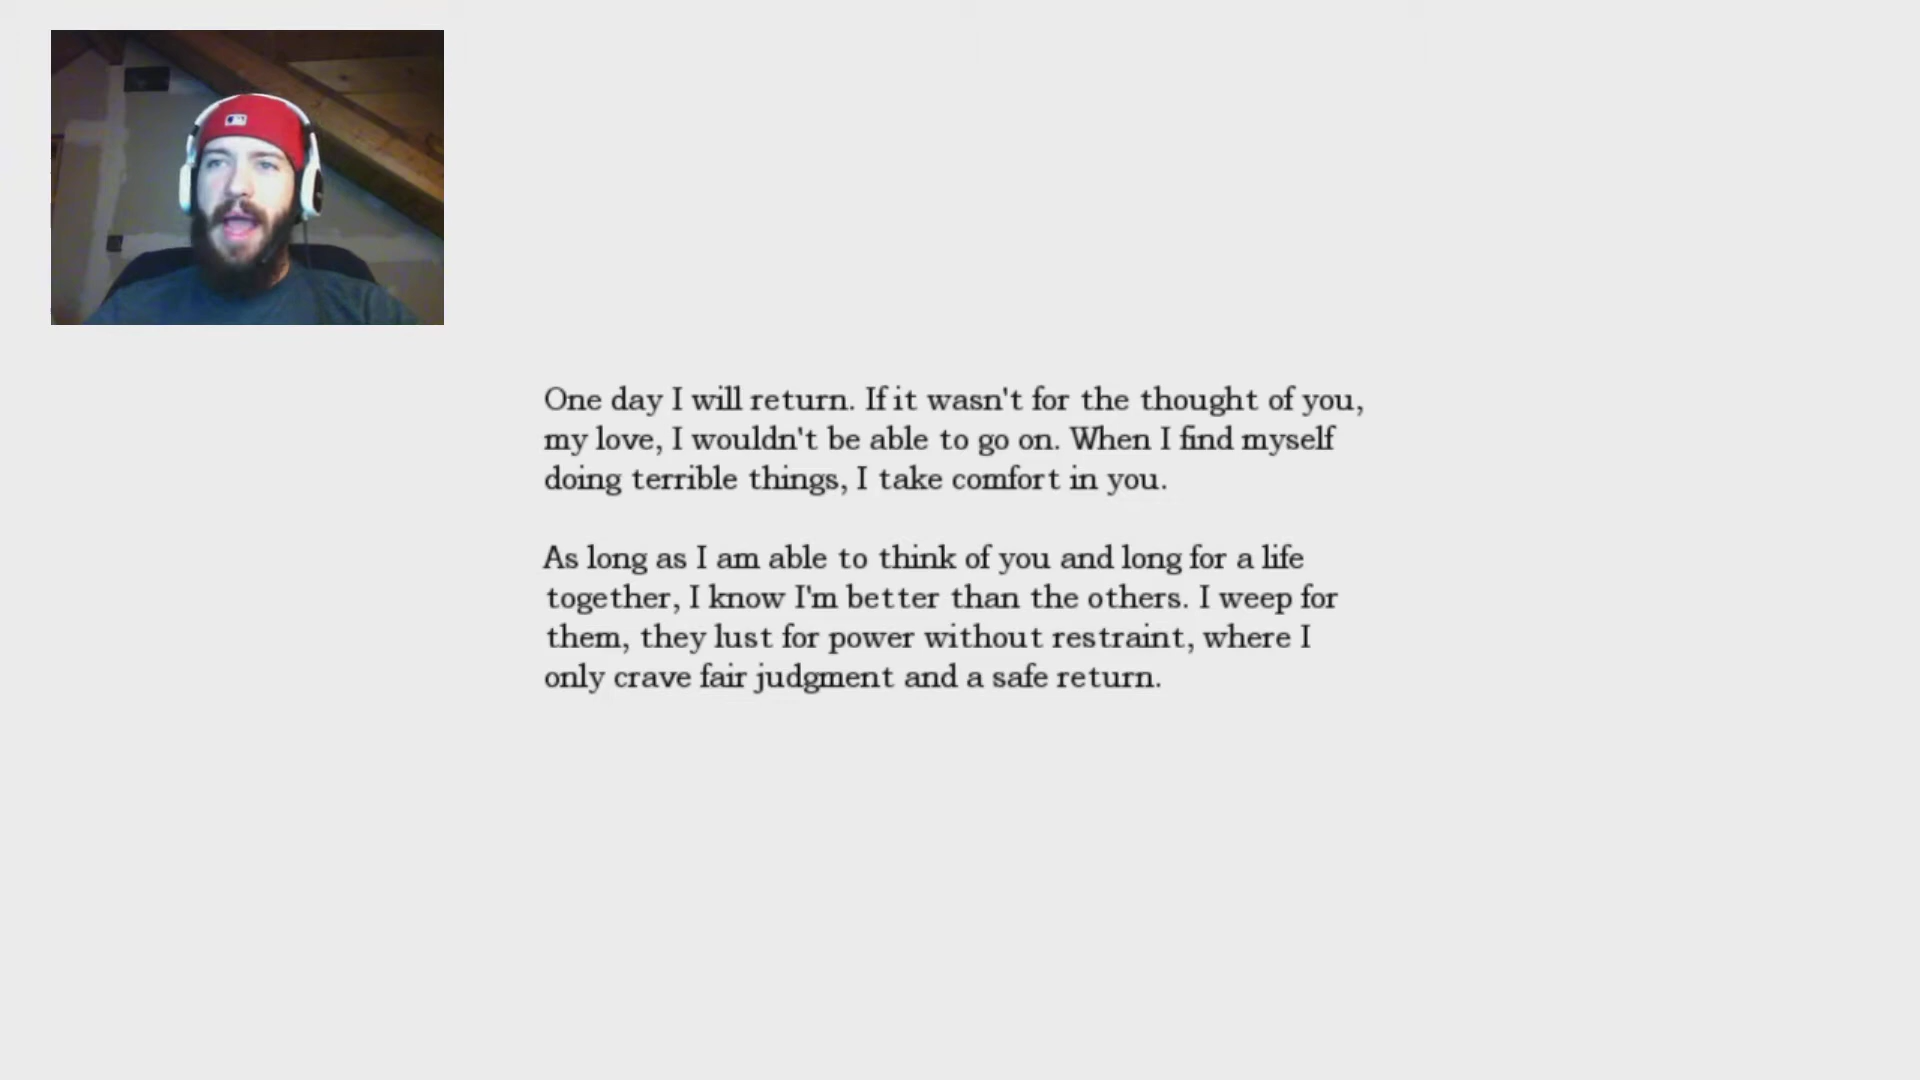 One day I will return. If it wasn't for the thought of you,
my love, I wouldn't be able to go on. When I find myself
doing terrible things, I take comfort in you.
As long as I am able to think of you and long for a life
together, I know I'm better than the others. I weep for
them, they lust for power without restraint, where I
only crave fair judgment and a safe return.